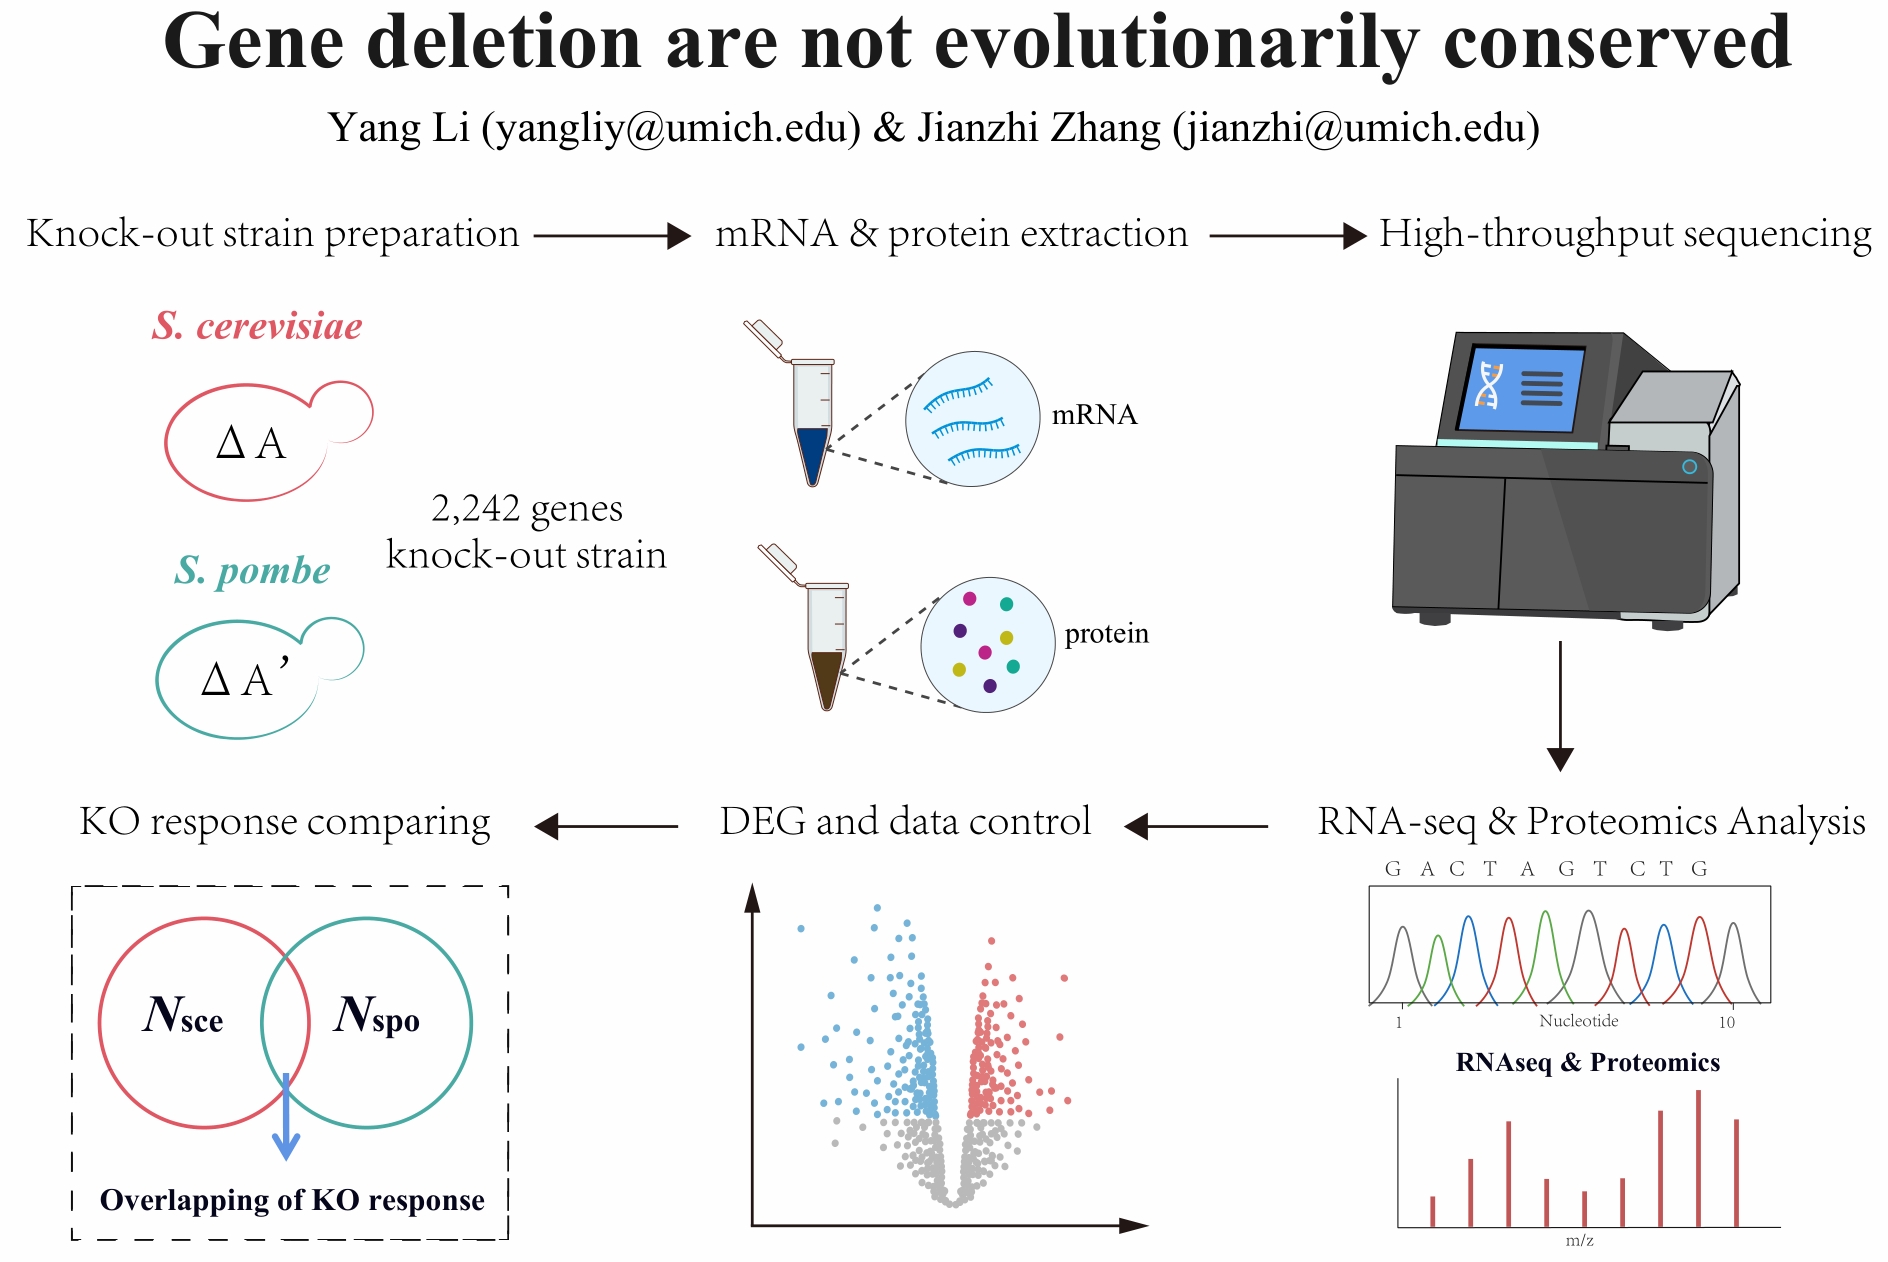 Gene deletion are not evolutionarily conserved
Yang Li (yangliy@umich.edu) & Jianzhi Zhang (jianzhi@umich.edu)
Knock-out strain preparation
mRNA & protein extraction
High-throughput sequencing
S. cerevisiae
Δ A
2,242 genes
knock-out strain
S. pombe
Δ A’
mRNA
protein
RNA-seq & Proteomics Analysis
G A C T A G T C T G
1 Nucleotide 10
RNAseq & Proteomics
m/z
DEG and data control
KO response comparing
Nsce
Nspo
Overlapping of KO response